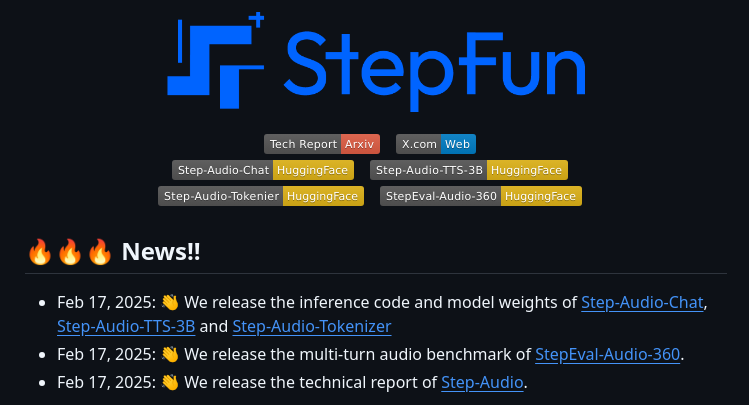 StepFun
Tech Report Arxiv X.com Web
Step-Audio-Chat HuggingFace Step-Audio-TTS-3B HuggingFace
Step-Audio-Tokenier HuggingFace StepEval-Audio-360 HuggingFace
🔥🔥🔥 News!!
• Feb 17, 2025: 👋 We release the inference code and model weights of Step-Audio-Chat,
Step-Audio-TTS-3B and Step-Audio-Tokenizer
• Feb 17, 2025: 👋 We release the multi-turn audio benchmark of StepEval-Audio-360.
• Feb 17, 2025: 👋 We release the technical report of Step-Audio.